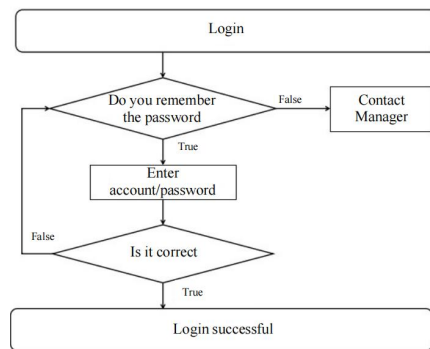 Login
Do you remember
the password
False
Contact
Manager
True
Enter
account/password
False
Is it correct
True
Login successful